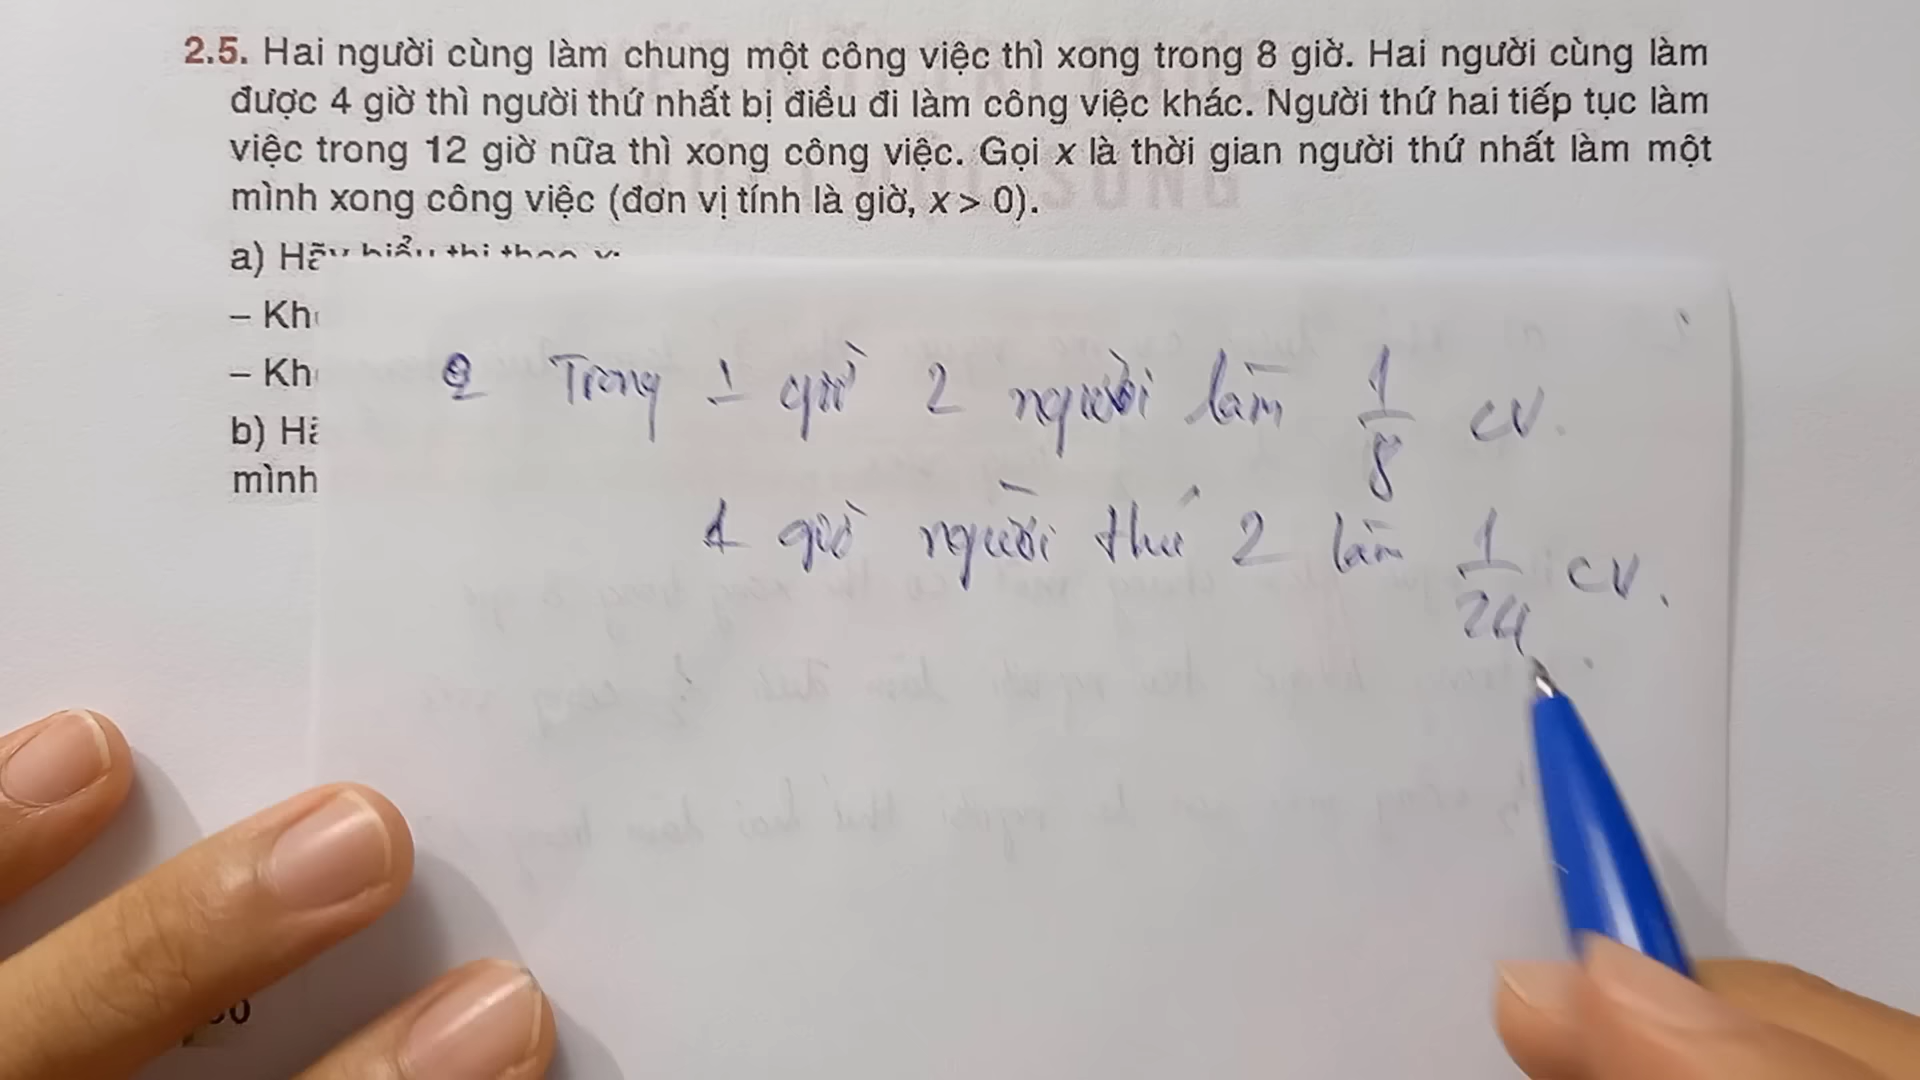 2.5. Hai người cùng làm chung một công việc thì xong trong 8 giờ. Hai người cùng làm
được 4 giờ thì người thứ nhất bị điều đi làm công việc khác. Người thứ hai tiếp tục làm
việc trong 12 giờ nữa thì xong công việc. Gọi x là thời gian người thứ nhất làm một
mình xong công việc (đơn vị tính là giờ, x > 0).
a) Hãy biểu thị theo x:
– Kh
– Kh
b) Hã
mình
Trong 1 giờ 2 người làm 1/8 CV.
1 giờ người thứ 2 làm 1/24 CV.